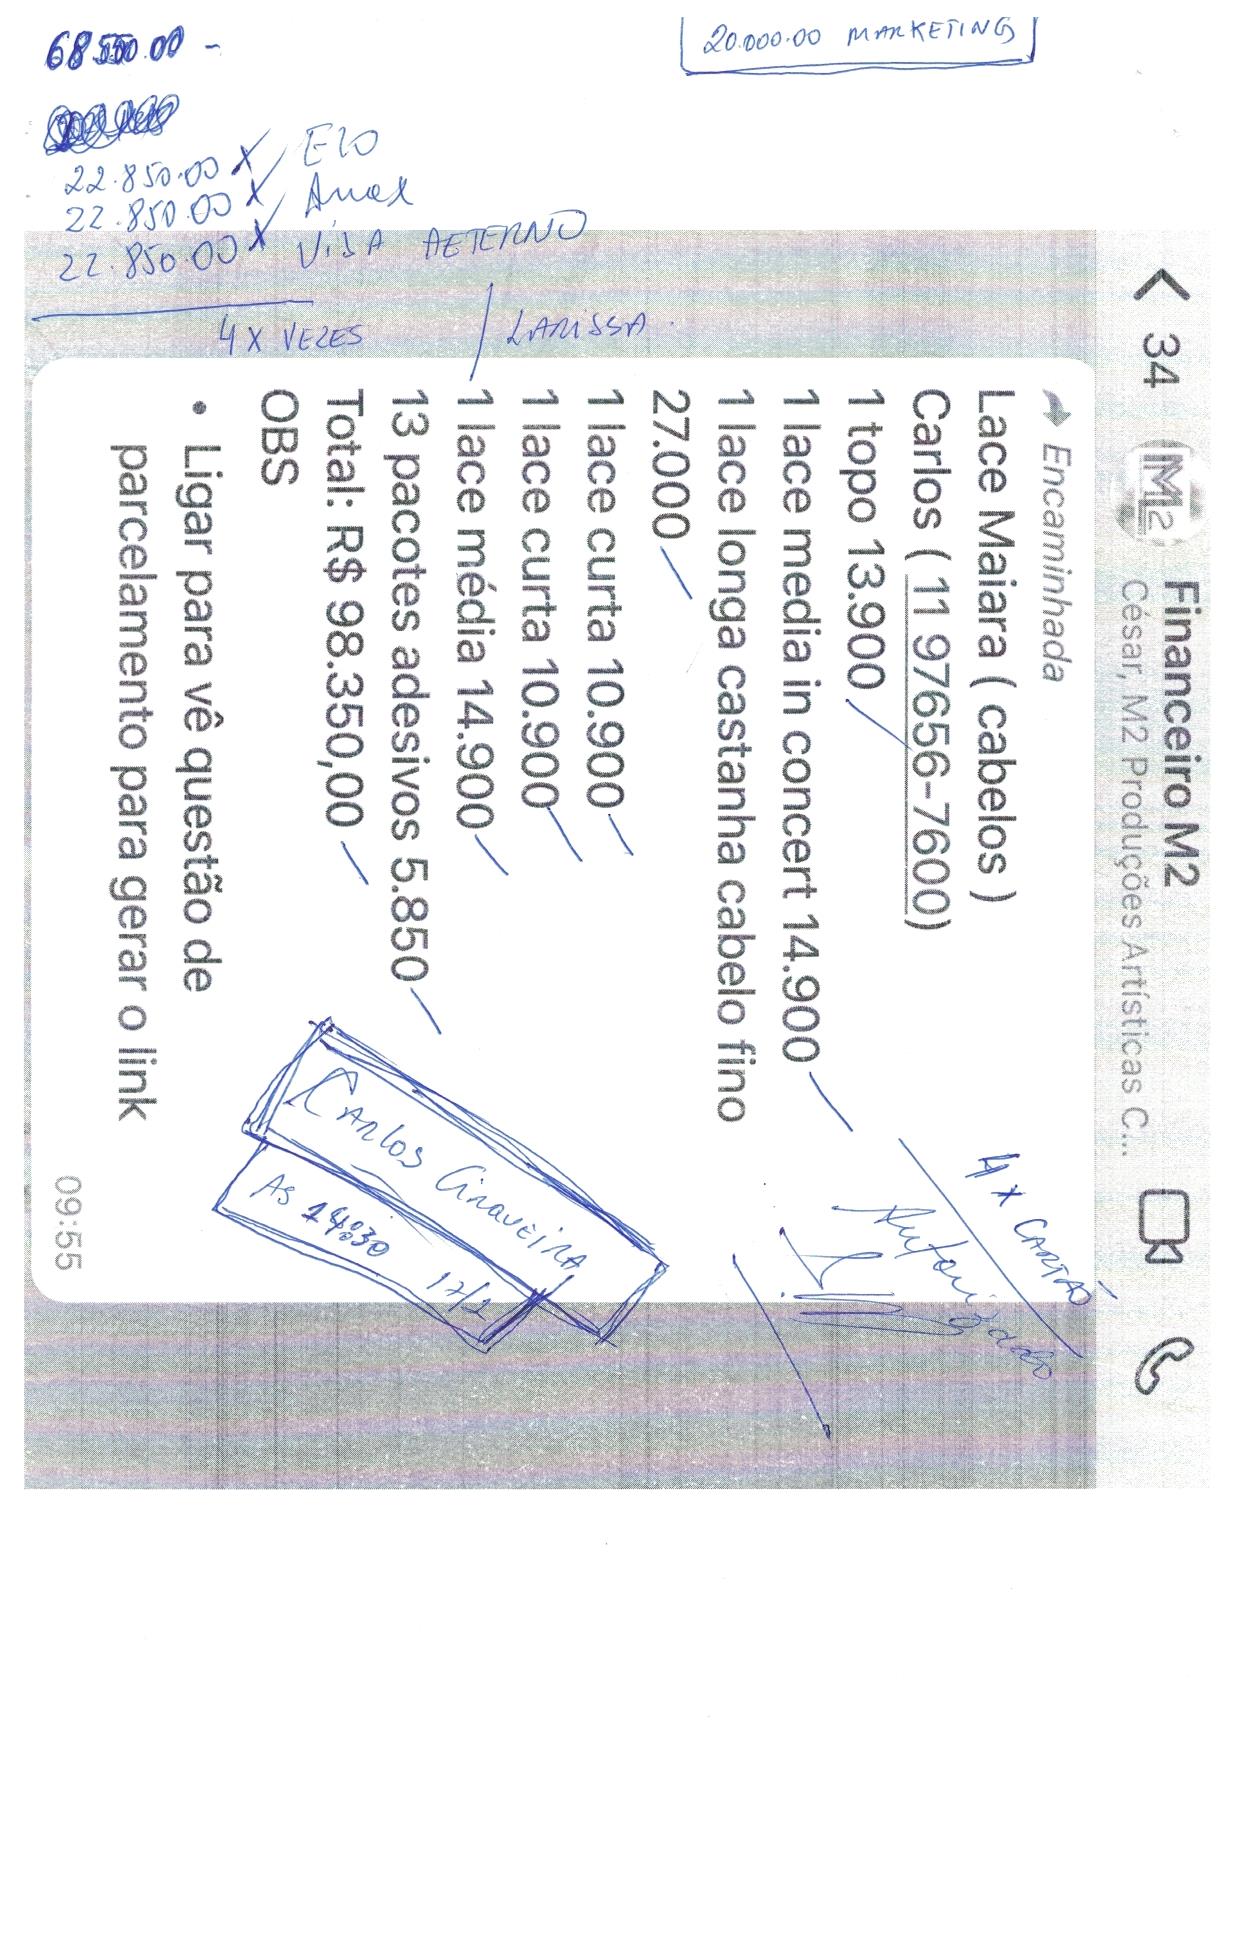 68.550.00 -
20.000.00 MARKETING
22.850.00 X ELO
22.850.00 X Amex
22.850.00 X VISA AETERNO
4 X VEZES
LARISSA.
34
Financeiro M2
César, M2 Produções Artísticas C...
Encaminhada
Lace Maiara ( cabelos )
Carlos ( 11 97656-7600)
1 topo 13.900
1 lace media in concert 14.900
1 lace longa castanha cabelo fino
27.000
1 lace curta 10.900
1 lace curta 10.900
1 lace média 14.900
13 pacotes adesivos 5.850
Total: R$ 98.350,00
OBS
• Ligar para vê questão de
parcelamento para gerar o link
09:55
4 X CARTÃO
CARLOS
AS 14:30 17/2